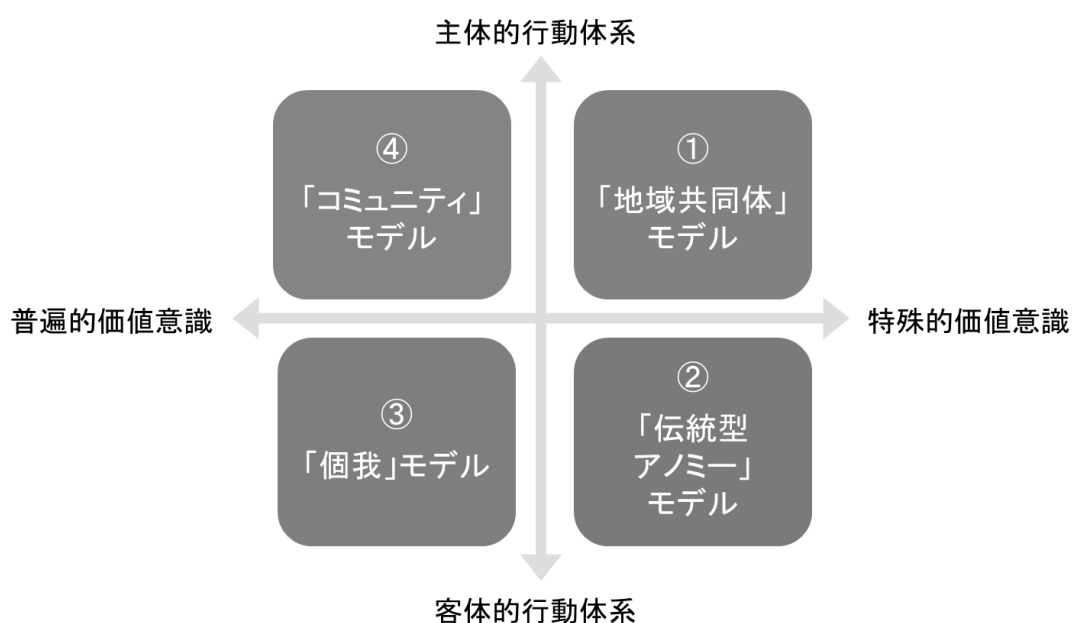 主体的行動体系
④
「コミュニティ」
モデル
①
「地域共同体」
モデル
普遍的価値意識
特殊的価値意識
③
「個我」モデル
②
「伝統型
アノミー」
モデル
客体的行動体系